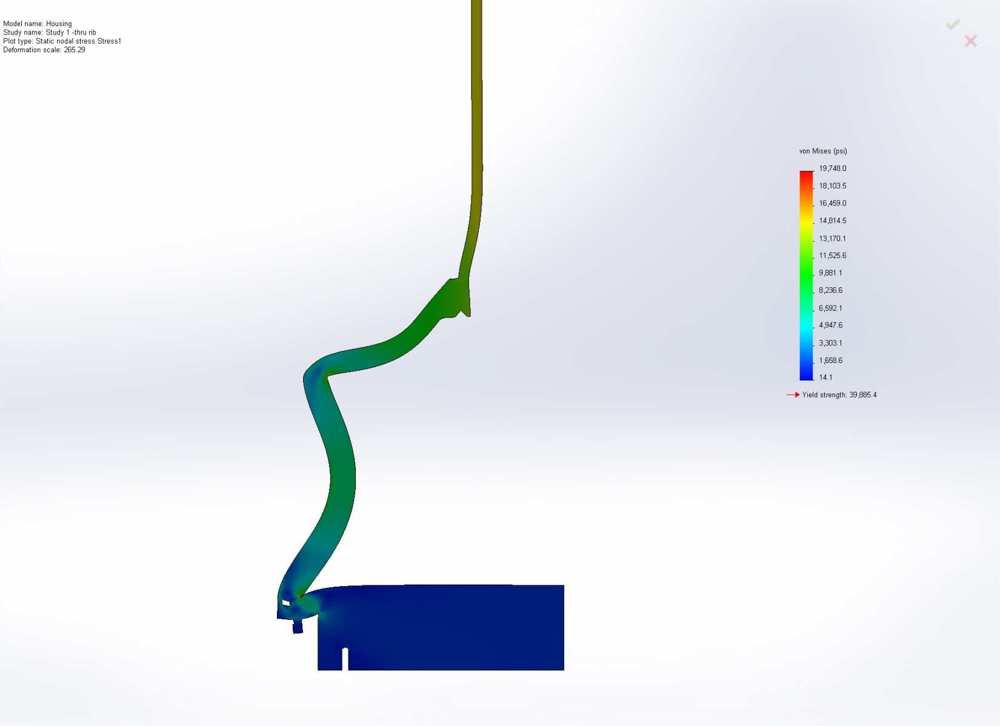 Model name: Housing
Study name: Study 1 -thru rib
Plot type: Static nodal stress Stress1
Deformation scale: 265.29
von Mises (psi)
19,748.0
18,103.5
16,459.0
14,814.5
13,170.1
11,525.6
9,881.1
8,236.6
6,592.1
4,947.6
3,303.1
1,658.6
14.1
Yield strength: 39,885.4